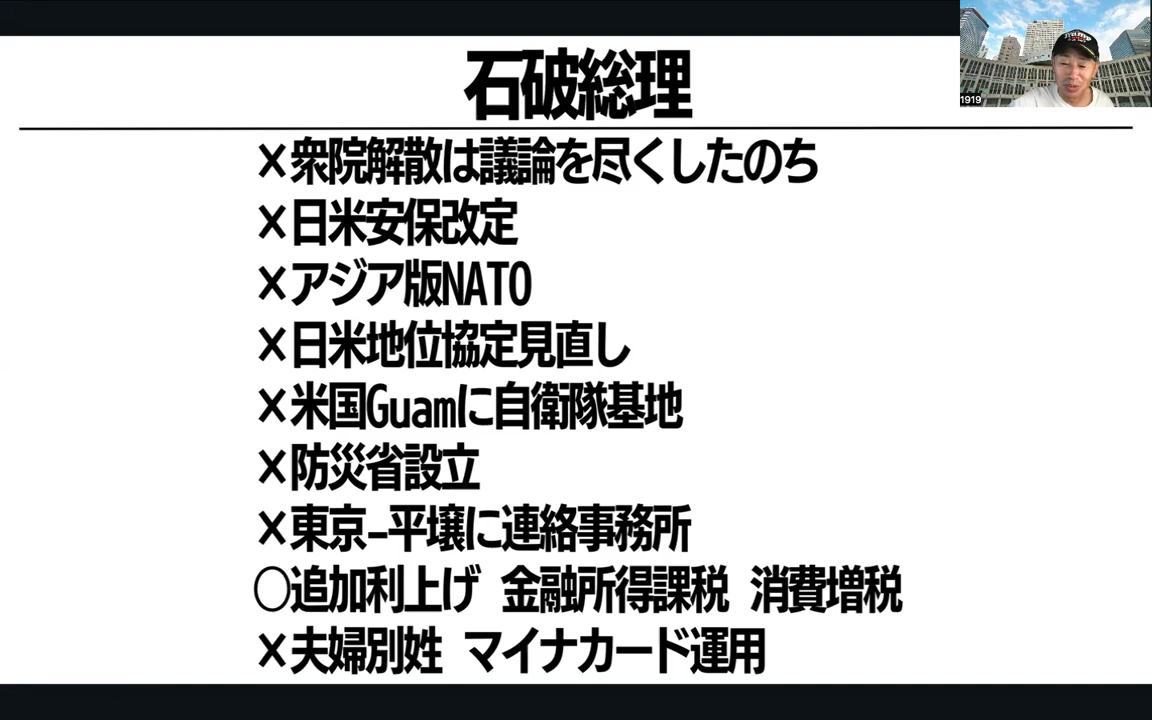 石破総理
1919
×衆院解散は議論を尽くしたのち
×日米安保改定
×アジア版NATO
×日米地位協定見直し
×米国Guamに自衛隊基地
×防災省設立
×東京-平壌に連絡事務所
○追加利上げ 金融所得課税 消費増税
×夫婦別姓 マイナカード運用